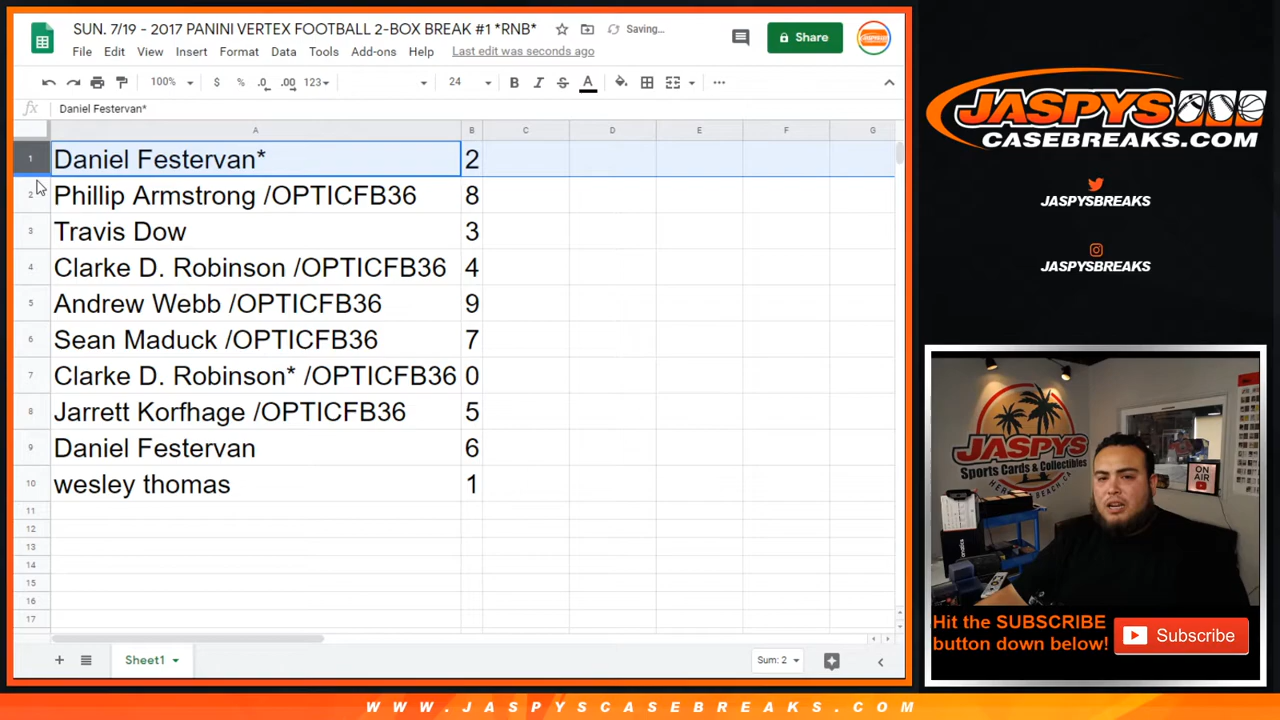 SUN. 7/19 - 2017 PANINI VERTEX FOOTBALL 2-BOX BREAK #1 *RNB*
Saving...
File Edit View Insert Format Data Tools Add-ons Help Last edit was seconds ago
Share
100% $ % .0 .00 123 24 B I S A
fx Daniel Festervan*
A B C D E F G
1 Daniel Festervan* 2
2 Phillip Armstrong /OPTICFB36 8
3 Travis Dow 3
4 Clarke D. Robinson /OPTICFB36 4
5 Andrew Webb /OPTICFB36 9
6 Sean Maduck /OPTICFB36 7
7 Clarke D. Robinson* /OPTICFB36 0
8 Jarrett Korfhage /OPTICFB36 5
9 Daniel Festervan 6
10 wesley thomas 1
11
12
13
14
15
16
17
Sheet1
Sum: 2
JASPYS
CASEBREAKS.COM
JASPYSBREAKS
JASPYSBREAKS
JASPYS
Sports Cards & Collectibles
ON AIR
Hit the SUBSCRIBE
button down below!
Subscribe
WWW.JASPYSCASEBREAKS.COM